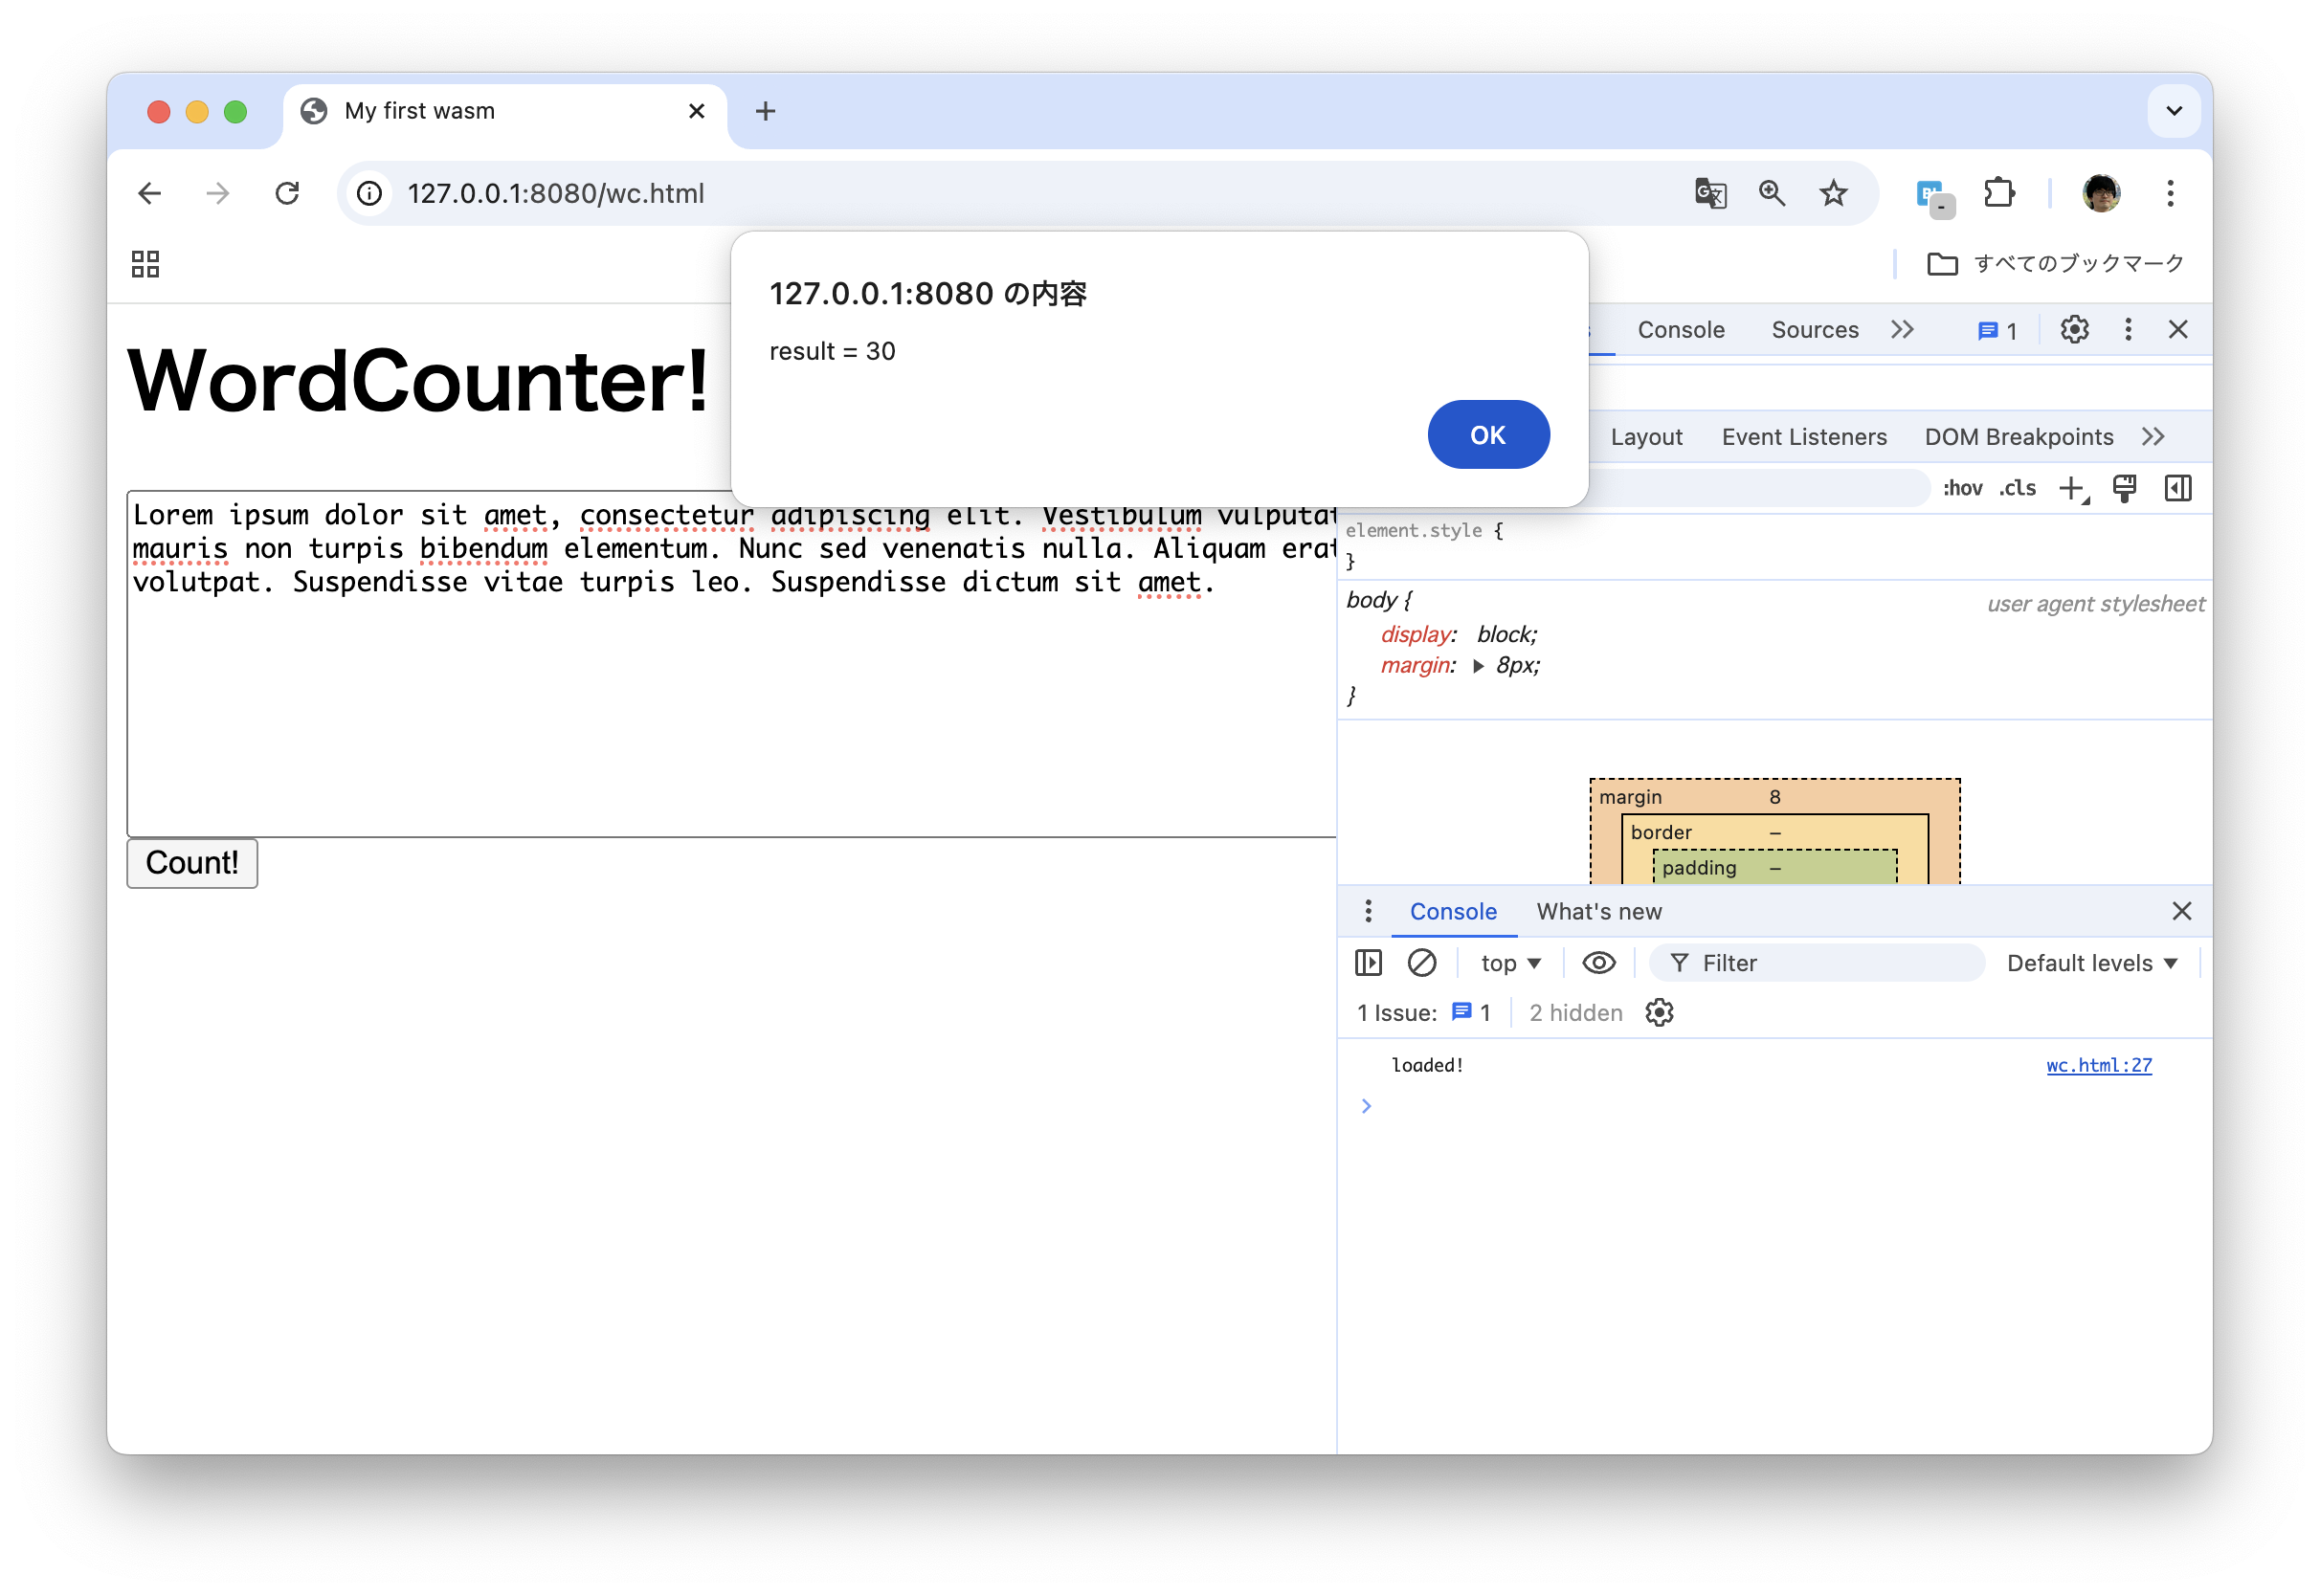 My first wasm
127.0.0.1:8080/wc.html
すべてのブックマーク
127.0.0.1:8080 の内容
result = 30
OK
WordCounter!
Lorem ipsum dolor sit amet, consectetur adipiscing elit. Vestibulum
mauris non turpis bibendum elementum. Nunc sed venenatis nulla. Aliquam
volutpat. Suspendisse vitae turpis leo. Suspendisse dictum sit amet.
Count!
Console Sources 1
Layout Event Listeners DOM Breakpoints
:hov .cls
element.style {
}
body { user agent stylesheet
display: block;
margin: 8px;
}
margin 8
border –
padding –
Console What's new
top Filter Default levels
1 Issue: 1 2 hidden
loaded! wc.html:27